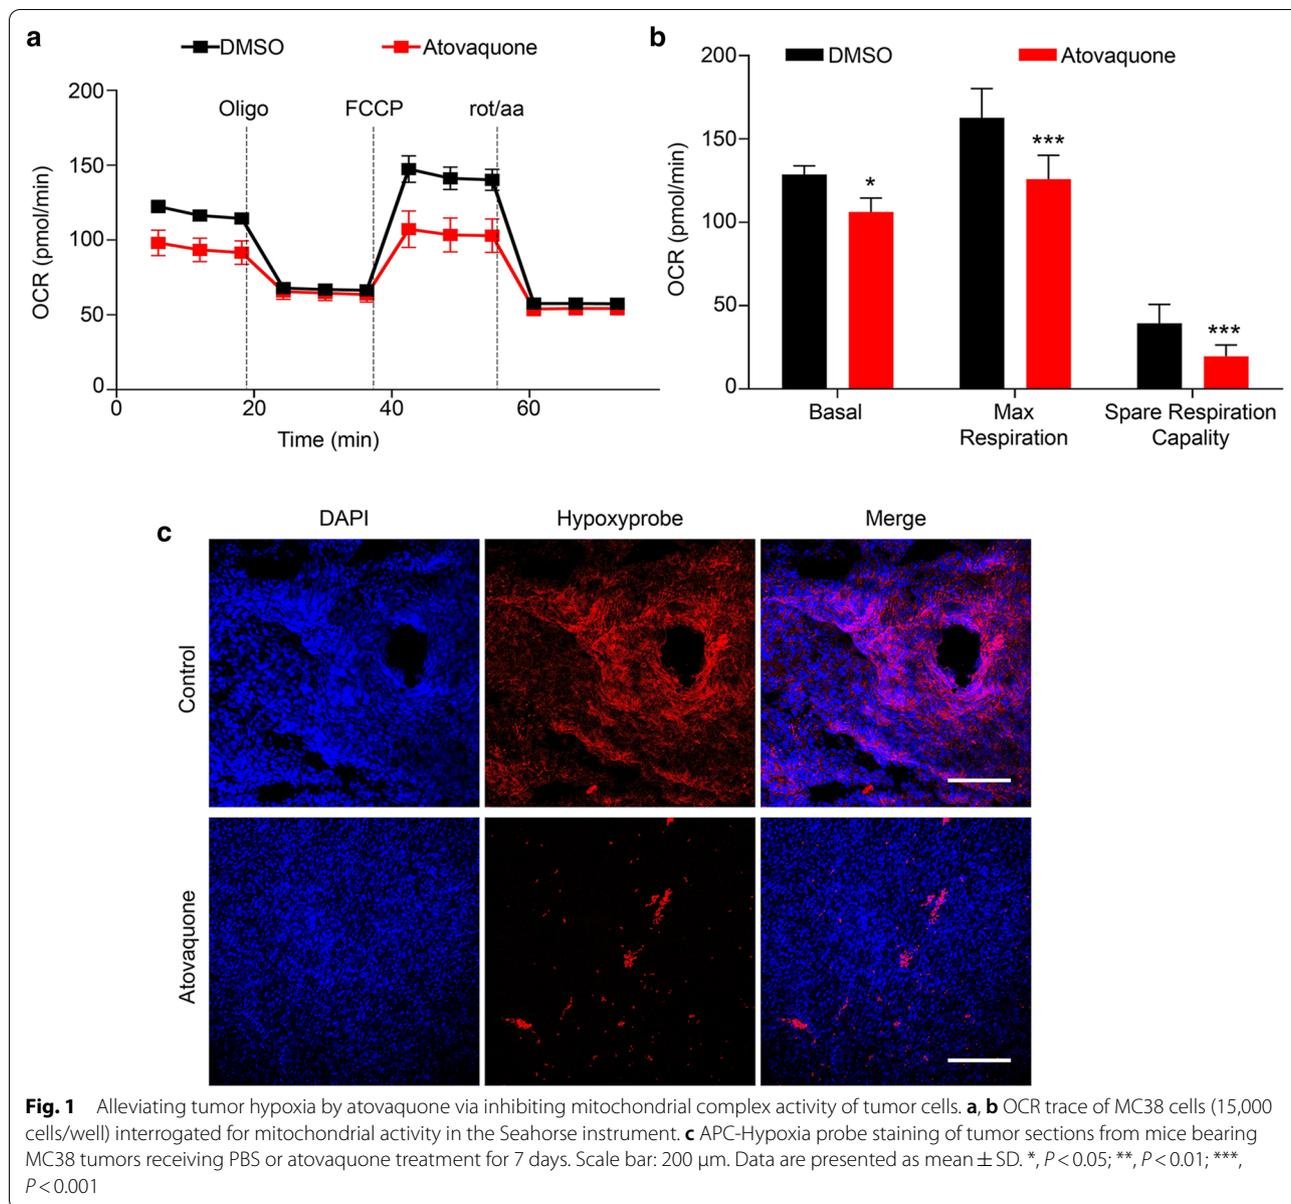 a
DMSO
Atovaquone
200
150
100
50
0
OCR (pmol/min)
Oligo
FCCP
rot/aa
0
20
40
60
Time (min)
b
DMSO
Atovaquone
200
150
100
50
0
OCR (pmol/min)
*
***
***
Basal
Max
Respiration
Spare Respiration
Capality
c
DAPI
Hypoxyprobe
Merge
Control
Atovaquone
Fig. 1 Alleviating tumor hypoxia by atovaquone via inhibiting mitochondrial complex activity of tumor cells. a, b OCR trace of MC38 cells (15,000
cells/well) interrogated for mitochondrial activity in the Seahorse instrument. c APC-Hypoxia probe staining of tumor sections from mice bearing
MC38 tumors receiving PBS or atovaquone treatment for 7 days. Scale bar: 200 μm. Data are presented as mean ± SD. *, P < 0.05; **, P < 0.01; ***,
P < 0.001